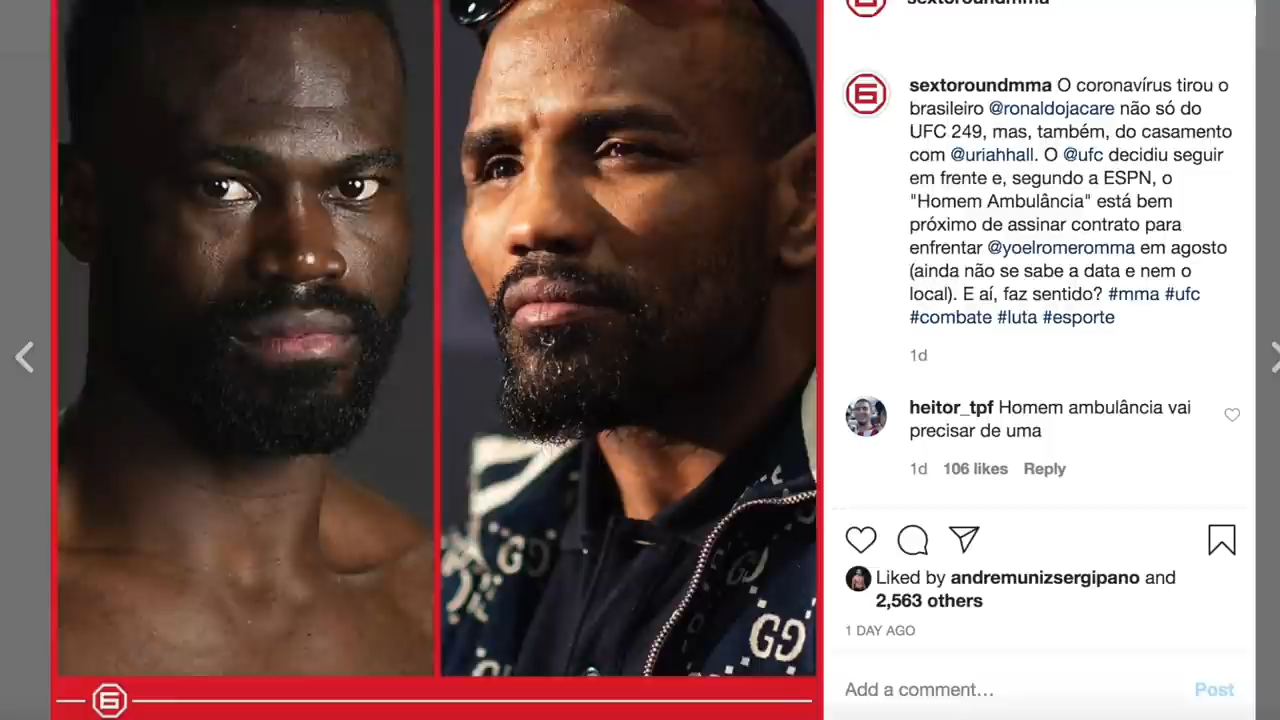 sextoroundmma
sextoroundmma O coronavírus tirou o
brasileiro @ronaldojacare não só do
UFC 249, mas, também, do casamento
com @uriahhall. O @ufc decidiu seguir
em frente e, segundo a ESPN, o
"Homem Ambulância" está bem
próximo de assinar contrato para
enfrentar @yoelromeromma em agosto
(ainda não se sabe a data e nem o
local). E aí, faz sentido? #mma #ufc
#combate #luta #esporte
1d
heitor_tpf Homem ambulância vai
precisar de uma
1d 106 likes Reply
Liked by andremunizsergipano and
2,563 others
1 DAY AGO
Add a comment… Post